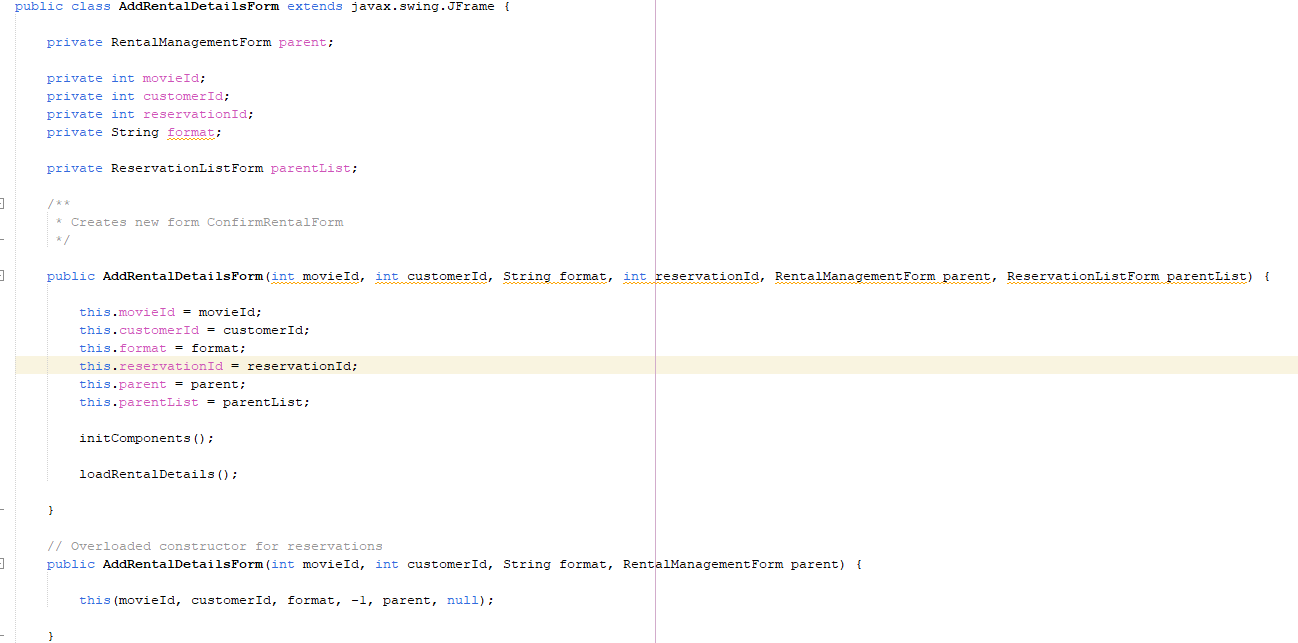 public class AddRentalDetailsForm extends javax.swing.JFrame {
private RentalManagementForm parent;
private int movieId;
private int customerId;
private int reservationId;
private String format;
private ReservationListForm parentList;
/**
* Creates new form ConfirmRentalForm
*/
public AddRentalDetailsForm(int movieId, int customerId, String format, int reservationId, RentalManagementForm parent, ReservationListForm parentList) {
this.movieId = movieId;
this.customerId = customerId;
this.format = format;
this.reservationId = reservationId;
this.parent = parent;
this.parentList = parentList;
initComponents();
loadRentalDetails();
}
// Overloaded constructor for reservations
public AddRentalDetailsForm(int movieId, int customerId, String format, RentalManagementForm parent) {
this(movieId, customerId, format, -1, parent, null);
}